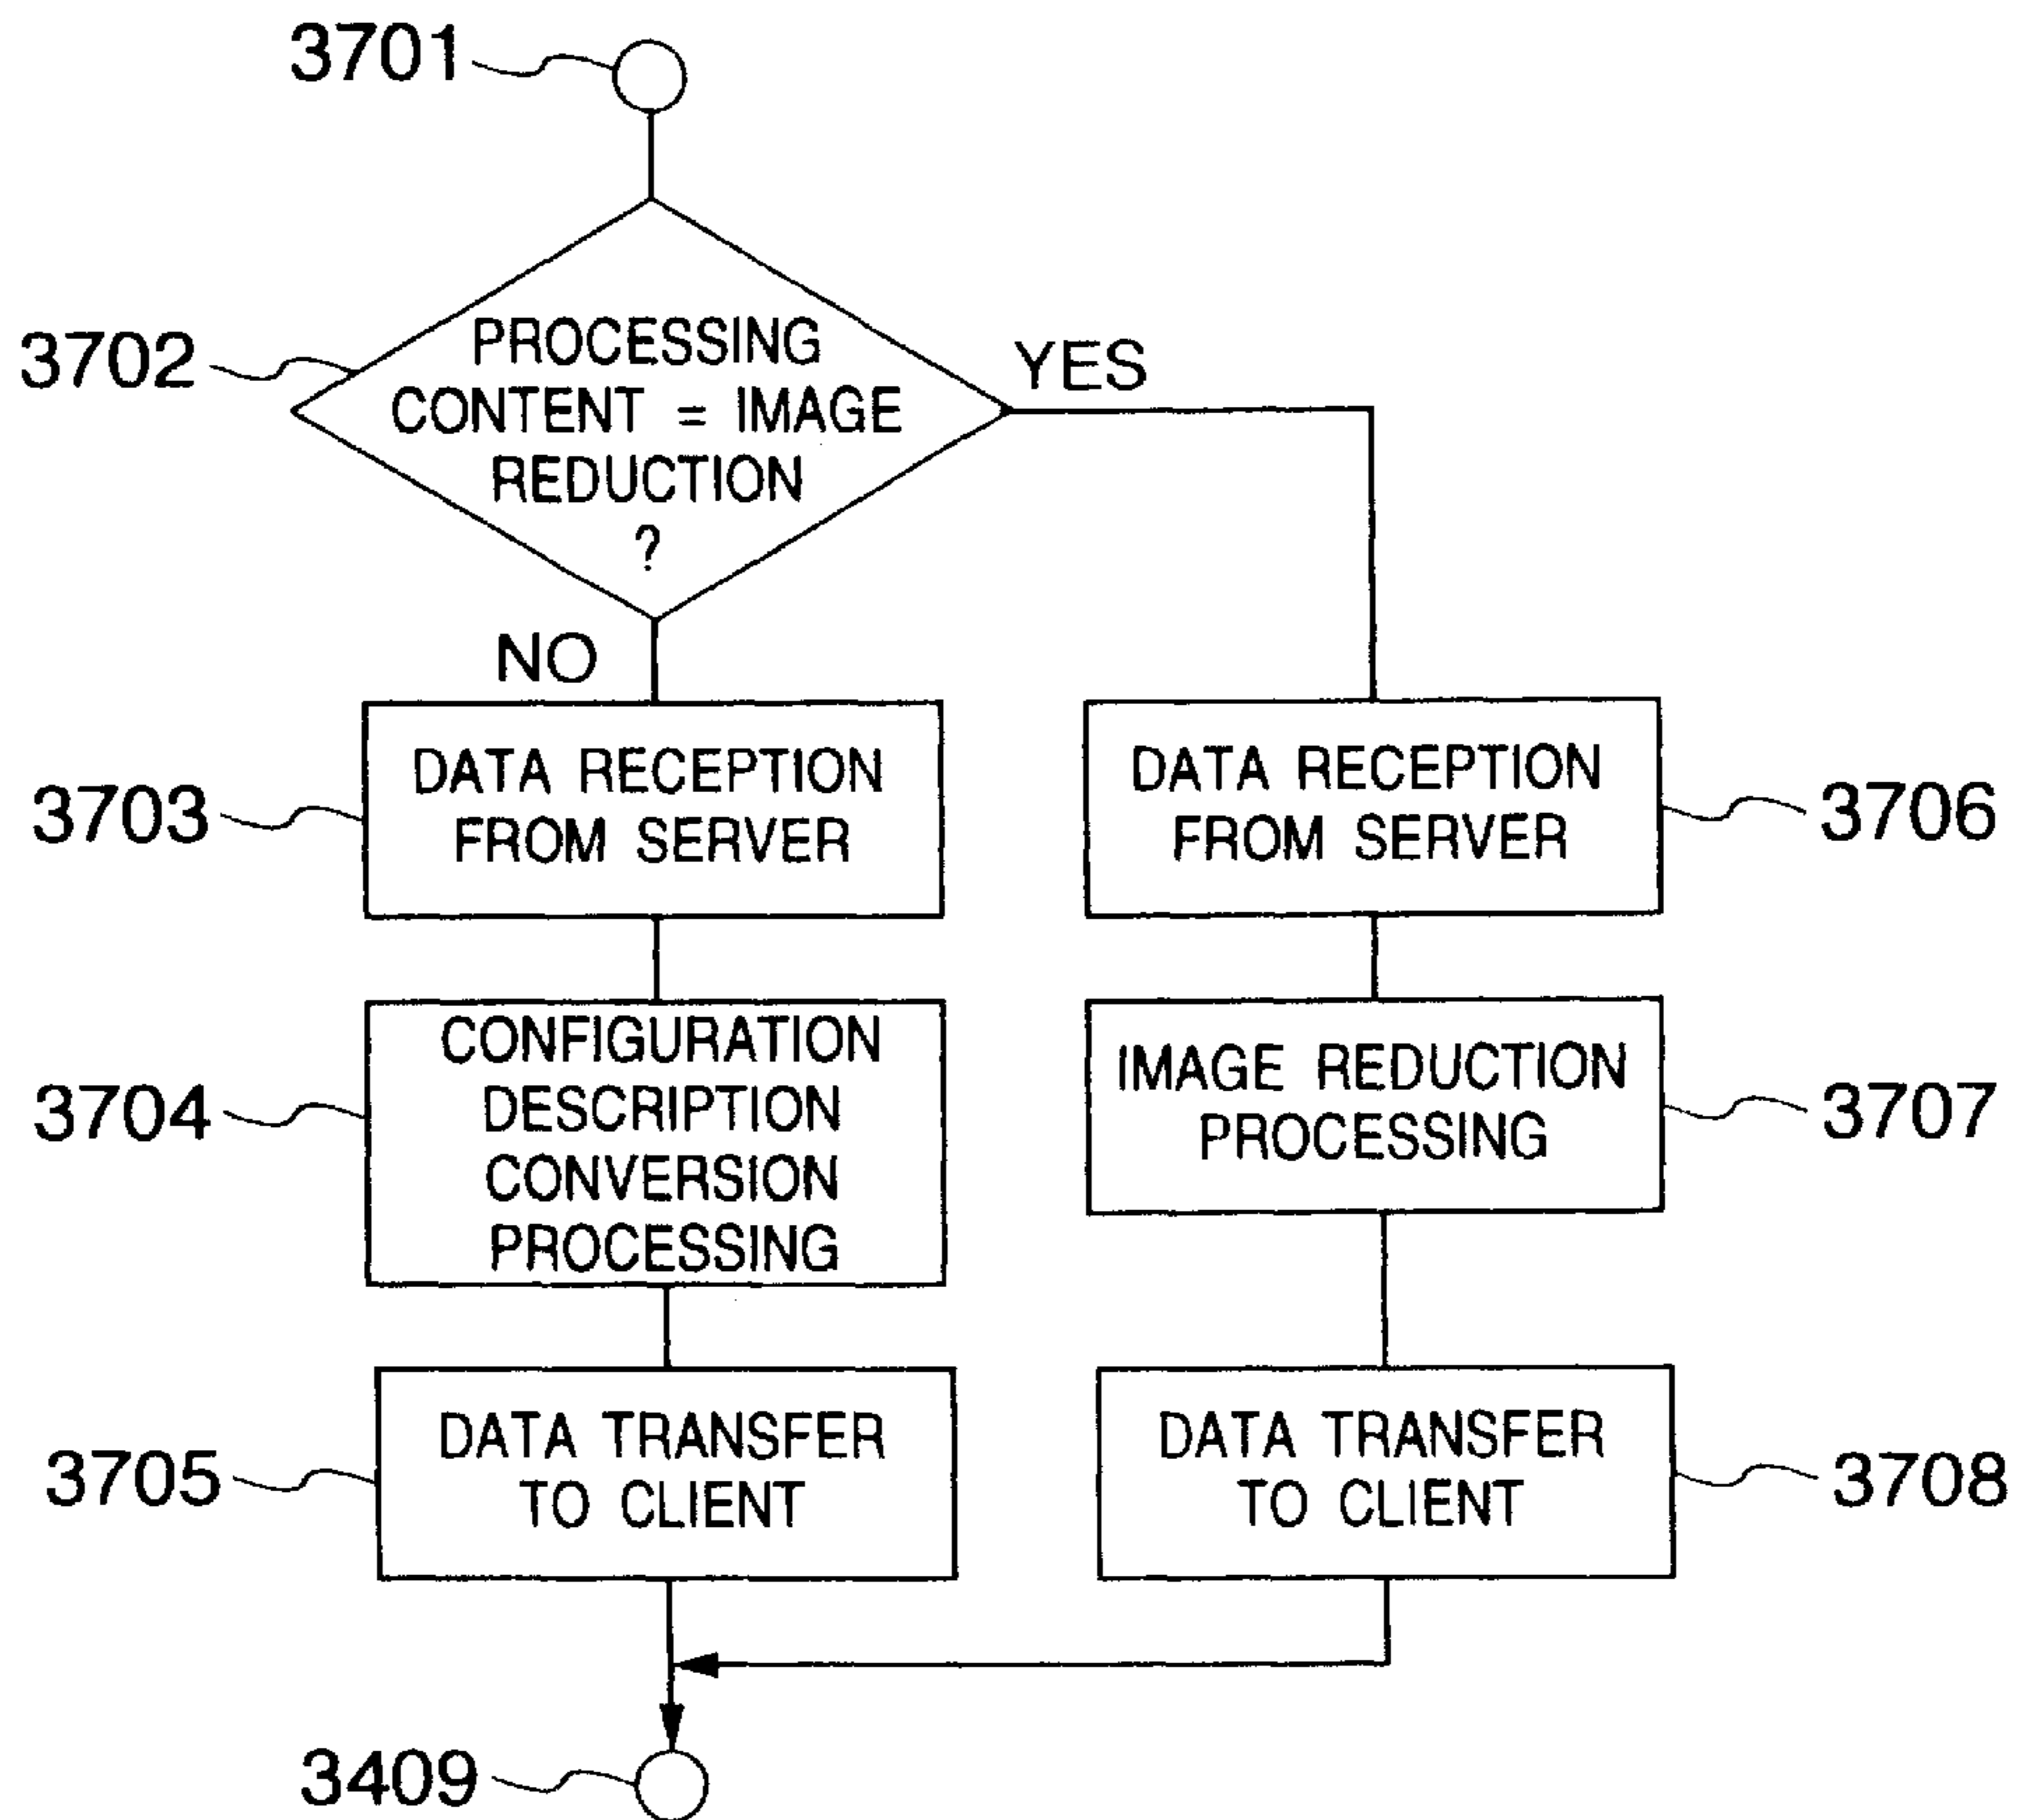 3701
3702
PROCESSING
CONTENT = IMAGE
REDUCTION
?
YES
NO
3703
DATA RECEPTION
FROM SERVER
DATA RECEPTION
FROM SERVER
3706
3704
CONFIGURATION
DESCRIPTION
CONVERSION
PROCESSING
IMAGE REDUCTION
PROCESSING
3707
3705
DATA TRANSFER
TO CLIENT
DATA TRANSFER
TO CLIENT
3708
3409